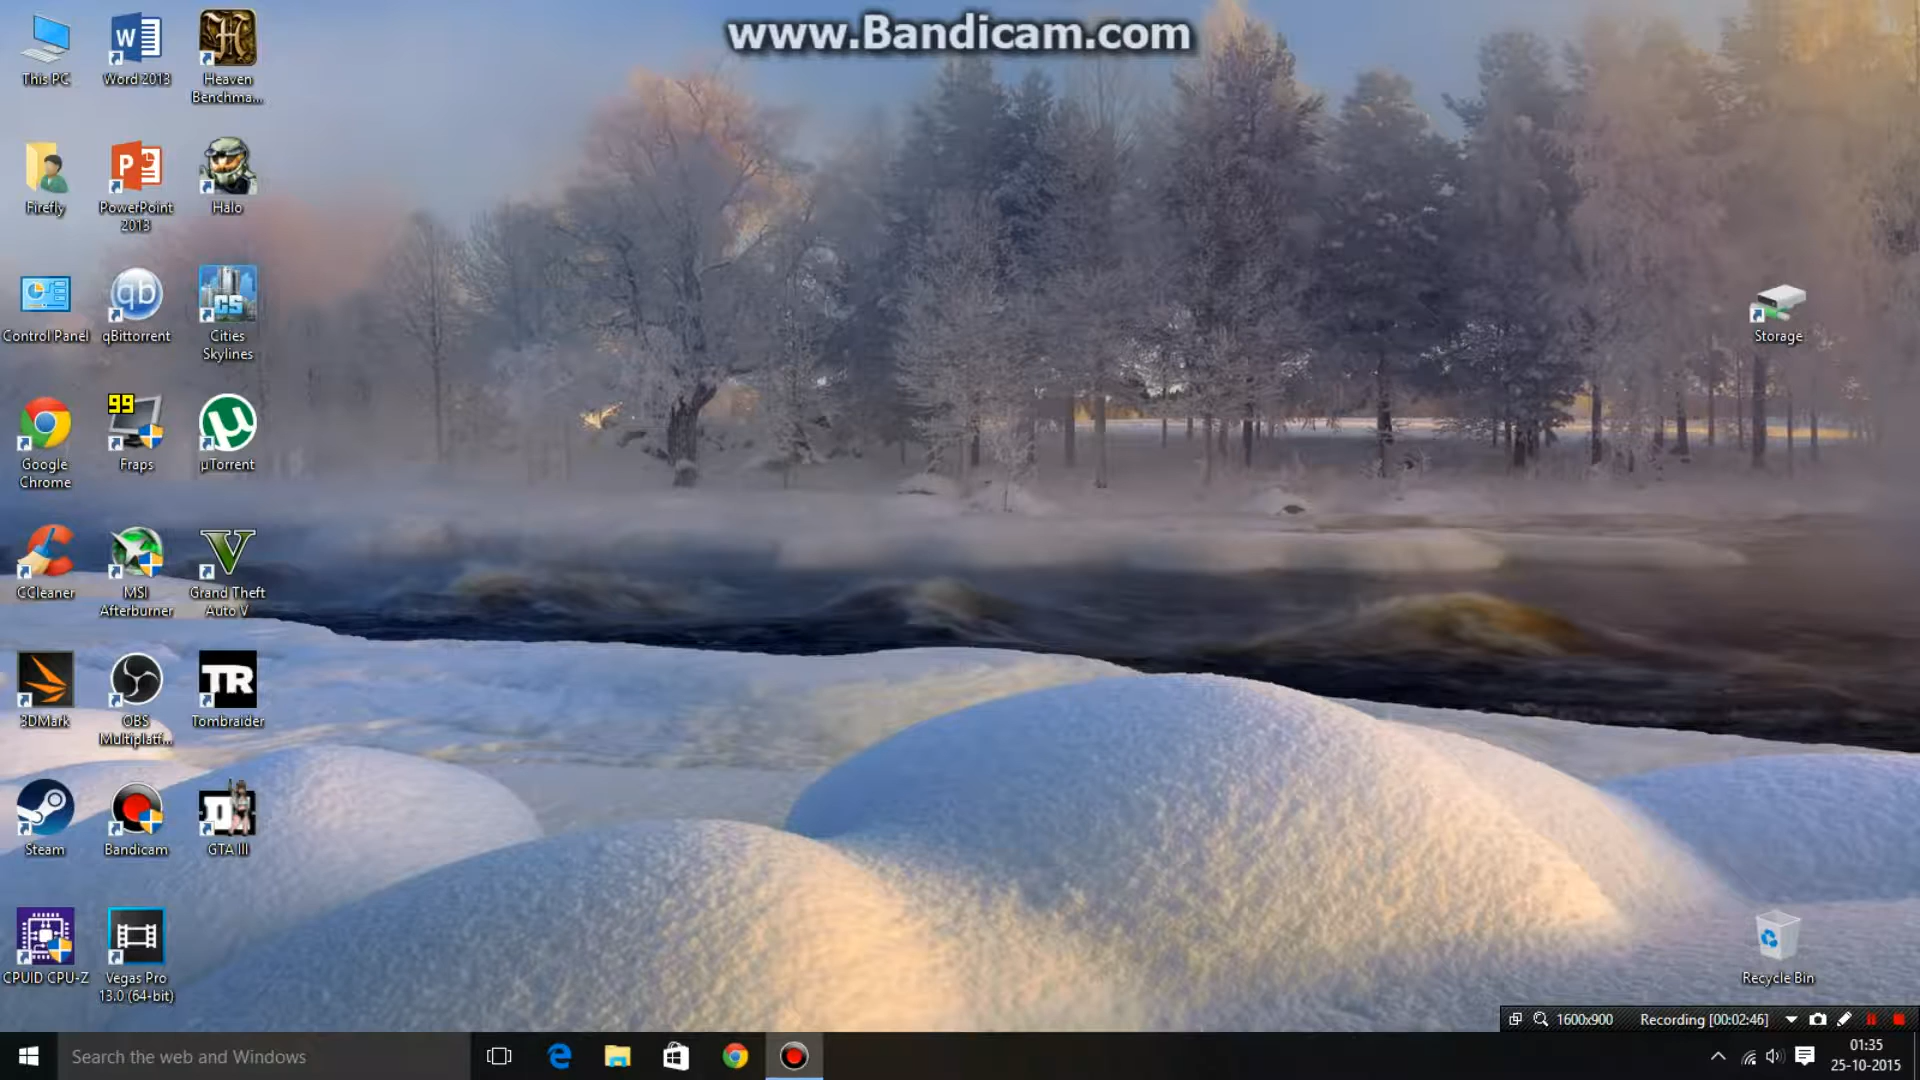 www.Bandicam.com
This PC
Word 2013
Heaven
Benchma...
Firefly
PowerPoint
2013
Halo
Control Panel
qBittorrent
Cities
Skylines
Storage
Google
Chrome
99
Fraps
µTorrent
CCleaner
MSI
Afterburner
Grand Theft
Auto V
3DMark
OBS
Multiplatf...
TR
Tombraider
Steam
Bandicam
GTA III
CPUID CPU-Z
Vegas Pro
13.0 (64-bit)
Recycle Bin
1600x900 Recording [00:02:46]
Search the web and Windows
01:35
25-10-2015